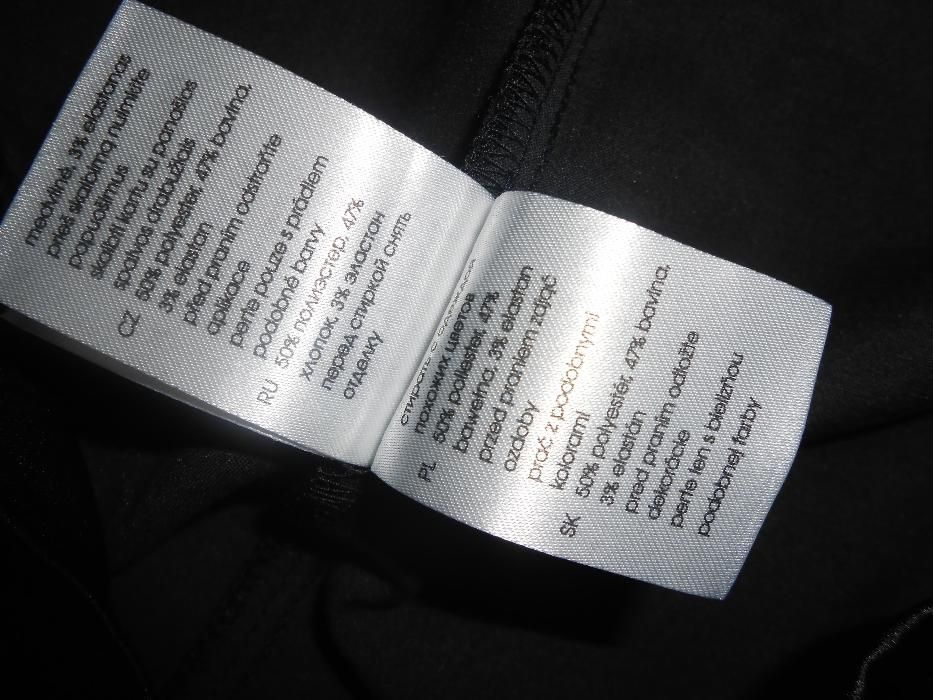 medvilnė, 3% elastanas
prieš skalbimą nuimkite
papuošimus
skalbti kartu su panašios
spalvos drabužiais
CZ 50% polyester, 47% bavlna,
3% elastan
před praním odstraňte
aplikace
perte pouze s prádlem
podobné barvy
RU 50% полиэстер, 47%
хлопок, 3% эластан
перед стиркой снять
отделку
стирать с одеждой
похожих цветов
PL 50% poliester, 47%
bawełna, 3% elastan
przed praniem zdjąć
ozdoby
prać z podobnymi
kolorami
SK 50% polyestér, 47% bavlna,
3% elastán
pred praním odložite
dekorácie
perte len s bielizňou
podobnej farby